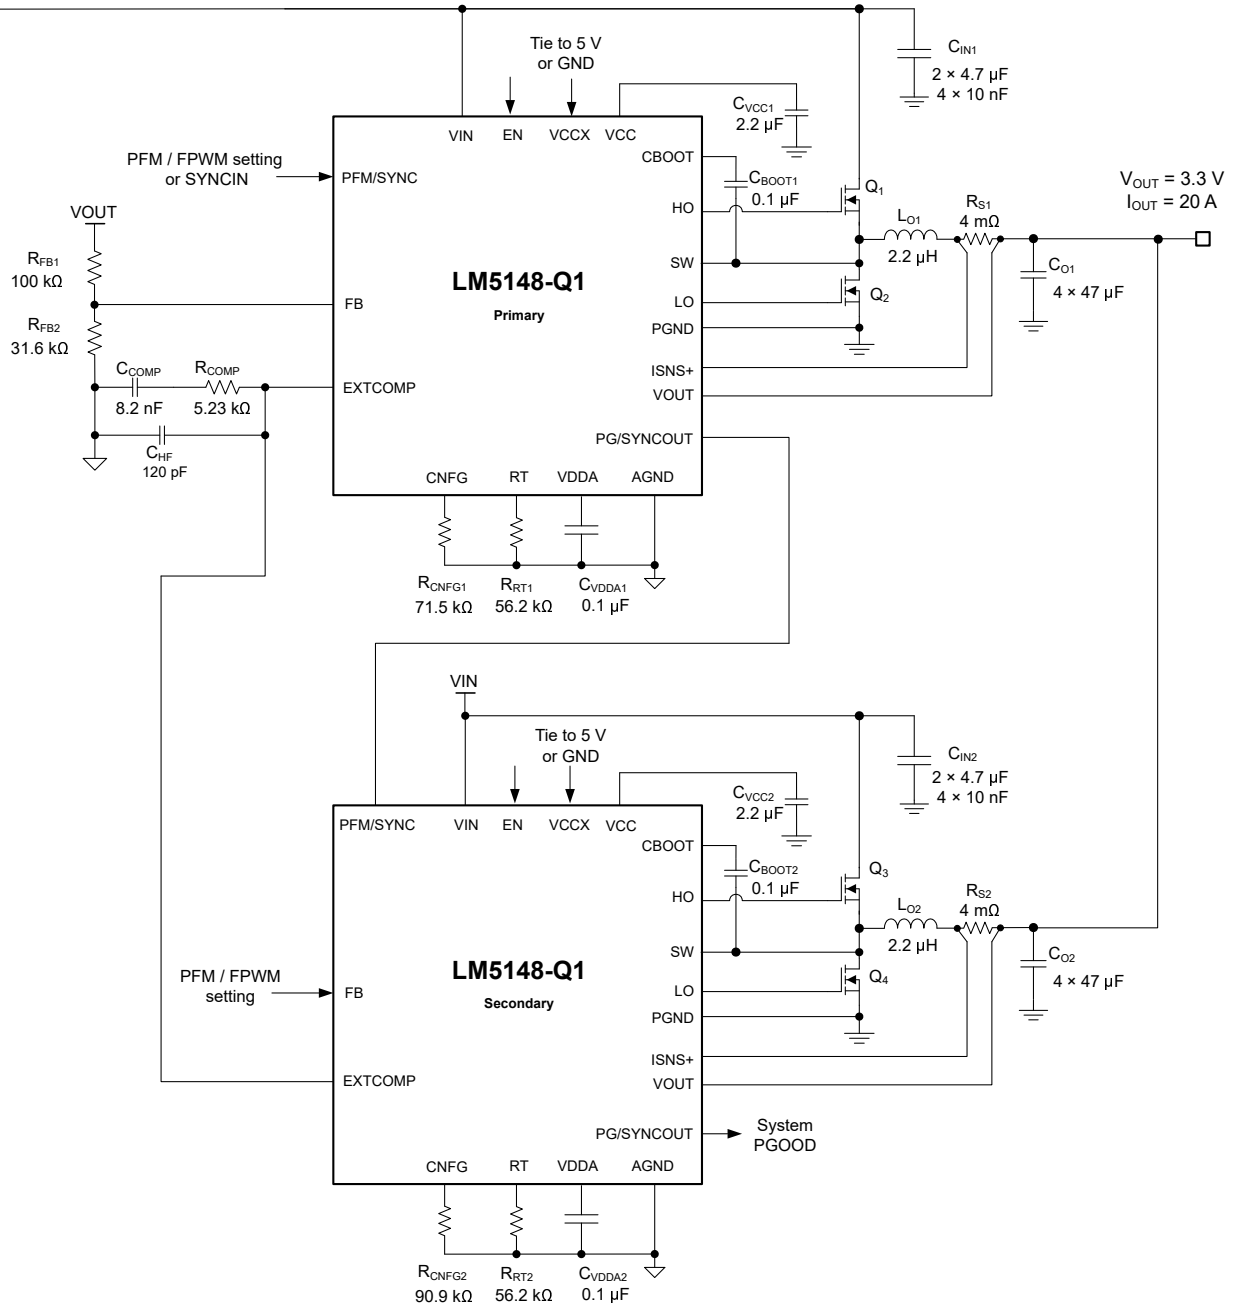 Tie to 5 V
or GND
C_IN1
2 × 4.7 µF
4 × 10 nF
C_VCC1
2.2 µF
VIN
EN
VCCX
VCC
PFM / FPWM setting
or SYNCIN
PFM/SYNC
CBOOT
C_BOOT1
0.1 µF
HO
Q1
V_OUT = 3.3 V
I_OUT = 20 A
VOUT
L_O1
2.2 µH
R_S1
4 mΩ
R_FB1
100 kΩ
SW
C_O1
4 × 47 µF
LM5148-Q1
Primary
FB
LO
Q2
R_FB2
31.6 kΩ
PGND
C_COMP
8.2 nF
R_COMP
5.23 kΩ
EXTCOMP
ISNS+
VOUT
C_HF
120 pF
PG/SYNCOUT
CNFG
RT
VDDA
AGND
R_CNFG1
71.5 kΩ
R_RT1
56.2 kΩ
C_VDDA1
0.1 µF
VIN
Tie to 5 V
or GND
C_IN2
2 × 4.7 µF
4 × 10 nF
C_VCC2
2.2 µF
PFM/SYNC
VIN
EN
VCCX
VCC
CBOOT
C_BOOT2
0.1 µF
HO
Q3
L_O2
2.2 µH
R_S2
4 mΩ
SW
C_O2
4 × 47 µF
LM5148-Q1
Secondary
PFM / FPWM
setting
FB
LO
Q4
PGND
ISNS+
EXTCOMP
VOUT
PG/SYNCOUT
System
PGOOD
CNFG
RT
VDDA
AGND
R_CNFG2
90.9 kΩ
R_RT2
56.2 kΩ
C_VDDA2
0.1 µF